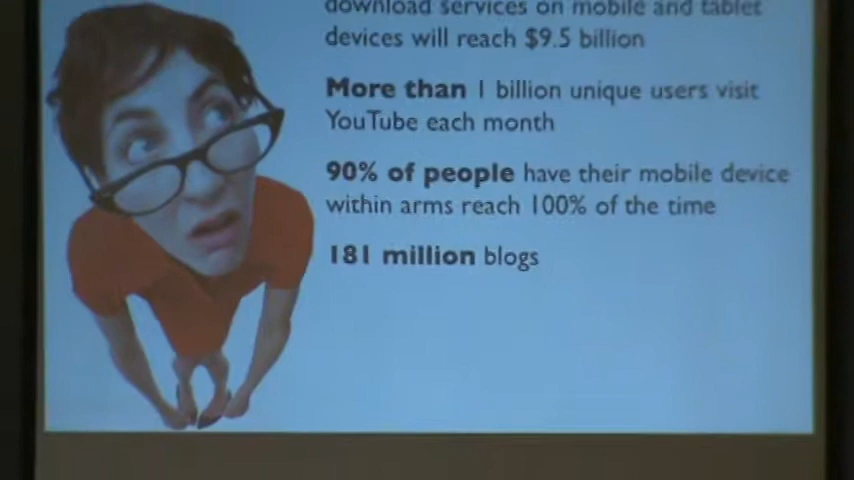 download services on mobile and tablet
devices will reach $9.5 billion
More than 1 billion unique users visit
YouTube each month
90% of people have their mobile device
within arms reach 100% of the time
181 million blogs